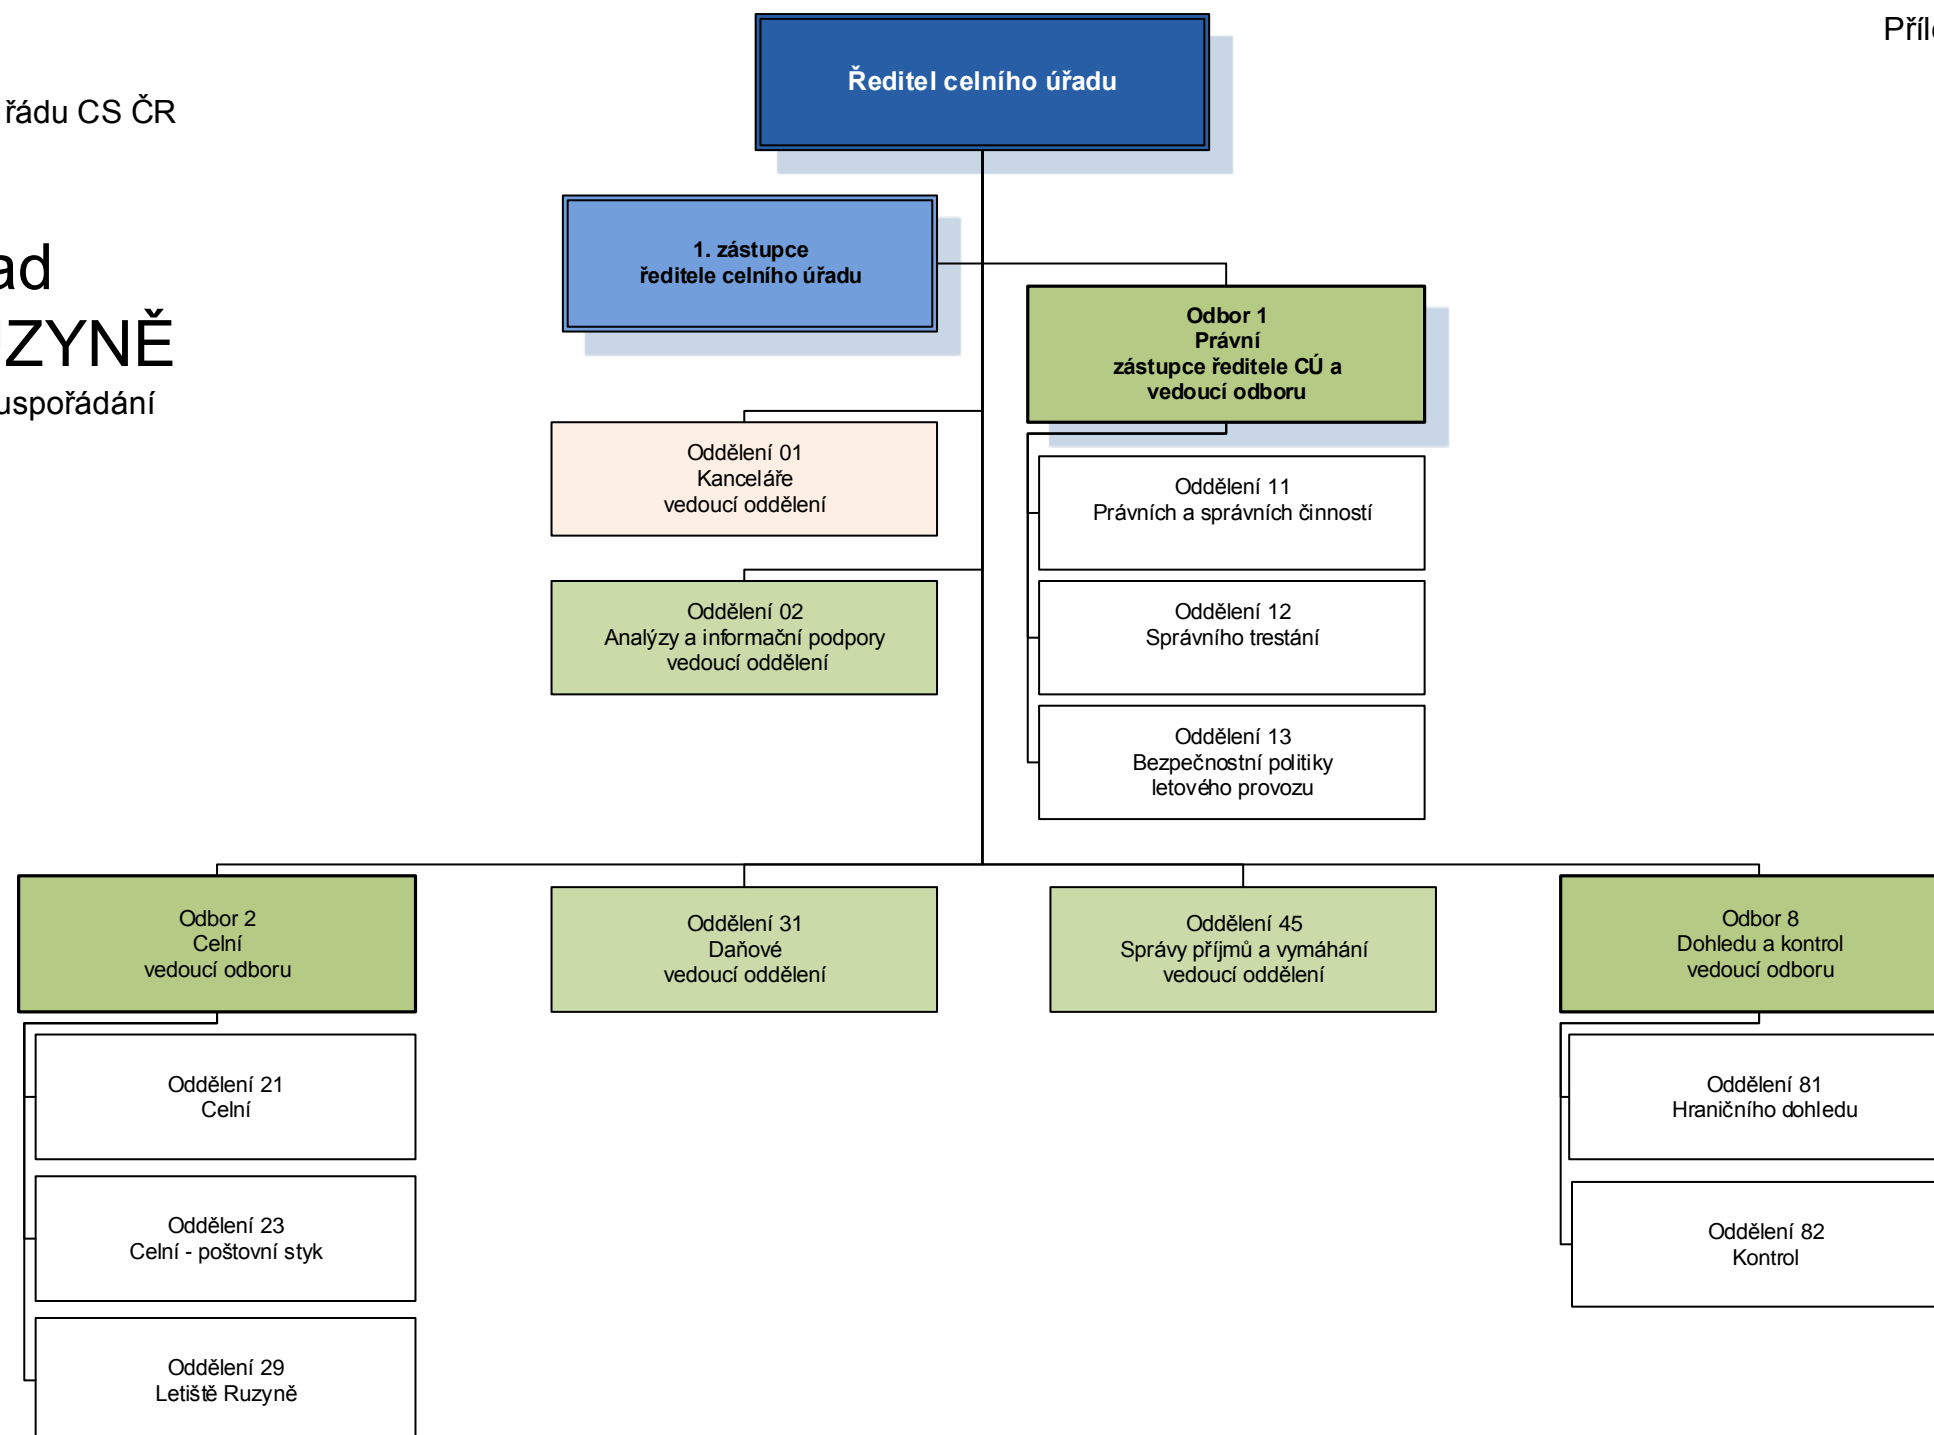 Příl
řádu CS ČR
ad
UZYNĚ
uspořádání
Ředitel celního úřadu
1. zástupce
ředitele celního úřadu
Odbor 1
Právní
zástupce ředitele CÚ a
vedoucí odboru
Oddělení 01
Kanceláře
vedoucí oddělení
Oddělení 11
Právních a správních činností
Oddělení 02
Analýzy a informační podpory
vedoucí oddělení
Oddělení 12
Správního trestání
Oddělení 13
Bezpečnostní politiky
letového provozu
Odbor 2
Celní
vedoucí odboru
Oddělení 31
Daňové
vedoucí oddělení
Oddělení 45
Správy příjmů a vymáhání
vedoucí oddělení
Odbor 8
Dohledu a kontrol
vedoucí odboru
Oddělení 21
Celní
Oddělení 23
Celní - poštovní styk
Oddělení 29
Letiště Ruzyně
Oddělení 81
Hraničního dohledu
Oddělení 82
Kontrol